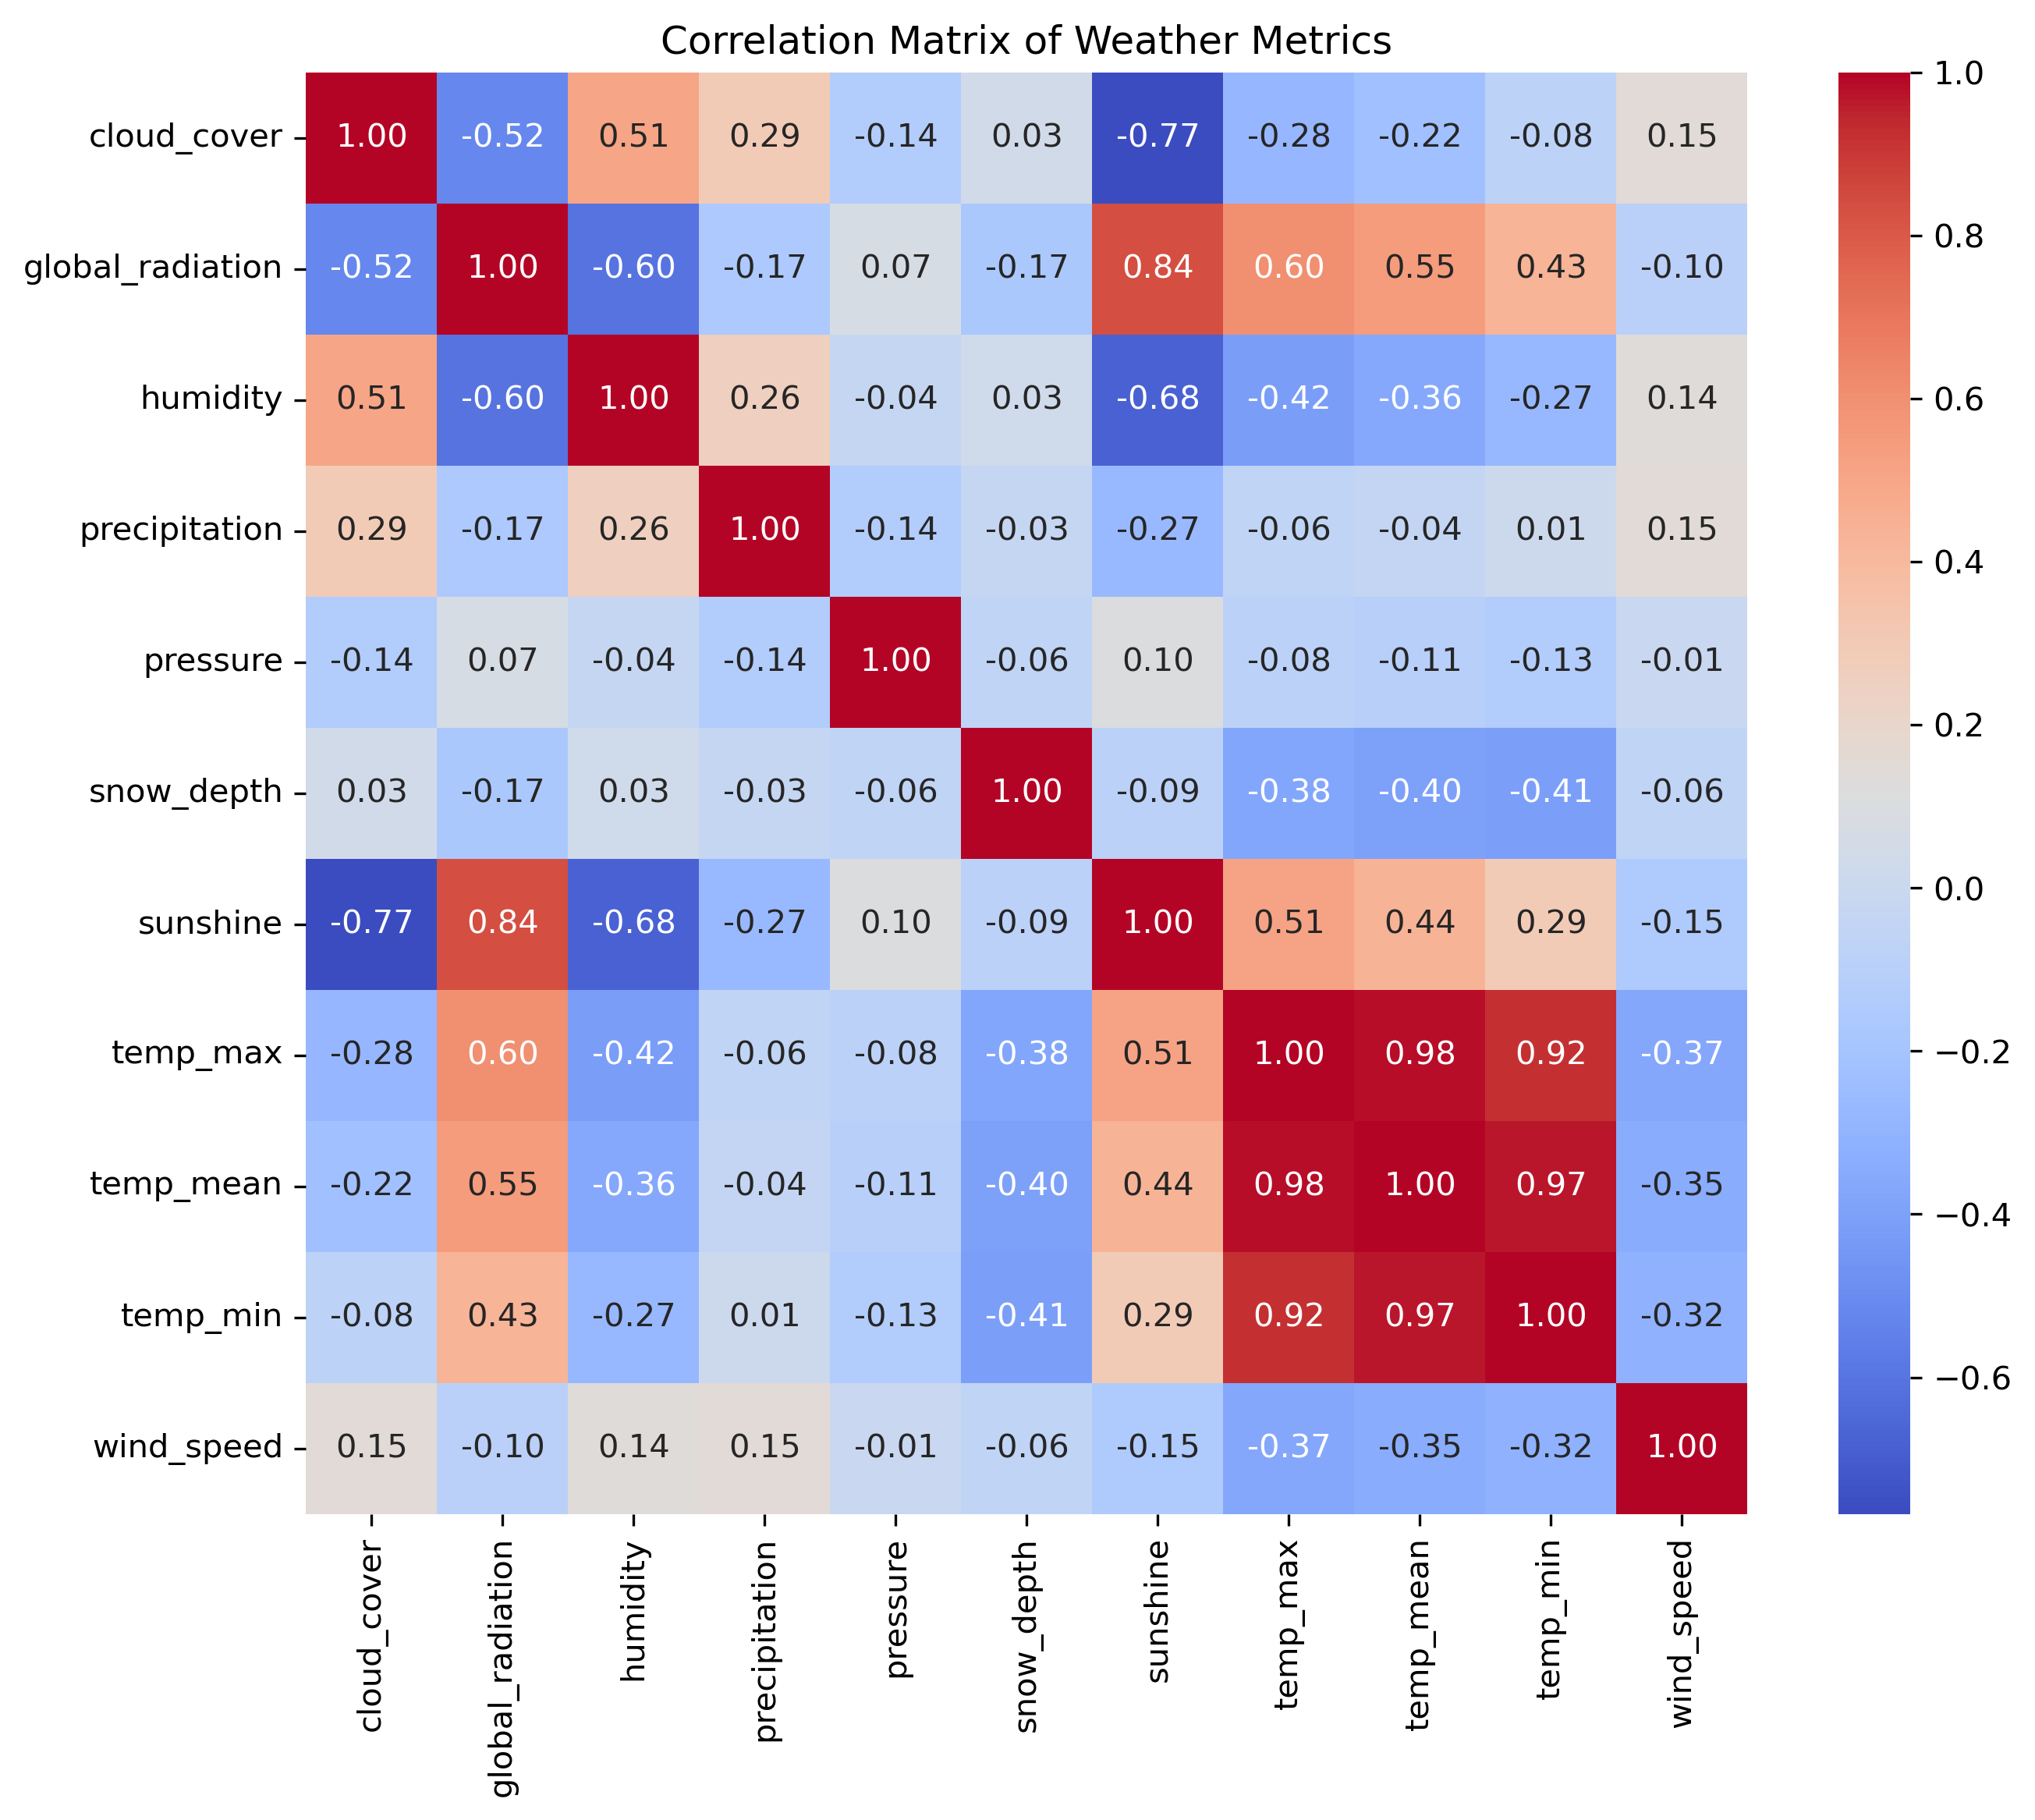 Correlation Matrix of Weather Metrics
cloud_cover 1.00 -0.52 0.51 0.29 -0.14 0.03 -0.77 -0.28 -0.22 -0.08 0.15
global_radiation -0.52 1.00 -0.60 -0.17 0.07 -0.17 0.84 0.60 0.55 0.43 -0.10
humidity 0.51 -0.60 1.00 0.26 -0.04 0.03 -0.68 -0.42 -0.36 -0.27 0.14
precipitation 0.29 -0.17 0.26 1.00 -0.14 -0.03 -0.27 -0.06 -0.04 0.01 0.15
pressure -0.14 0.07 -0.04 -0.14 1.00 -0.06 0.10 -0.08 -0.11 -0.13 -0.01
snow_depth 0.03 -0.17 0.03 -0.03 -0.06 1.00 -0.09 -0.38 -0.40 -0.41 -0.06
sunshine -0.77 0.84 -0.68 -0.27 0.10 -0.09 1.00 0.51 0.44 0.29 -0.15
temp_max -0.28 0.60 -0.42 -0.06 -0.08 -0.38 0.51 1.00 0.98 0.92 -0.37
temp_mean -0.22 0.55 -0.36 -0.04 -0.11 -0.40 0.44 0.98 1.00 0.97 -0.35
temp_min -0.08 0.43 -0.27 0.01 -0.13 -0.41 0.29 0.92 0.97 1.00 -0.32
wind_speed 0.15 -0.10 0.14 0.15 -0.01 -0.06 -0.15 -0.37 -0.35 -0.32 1.00
cloud_cover
global_radiation
humidity
precipitation
pressure
snow_depth
sunshine
temp_max
temp_mean
temp_min
wind_speed
1.0
0.8
0.6
0.4
0.2
0.0
−0.2
−0.4
−0.6